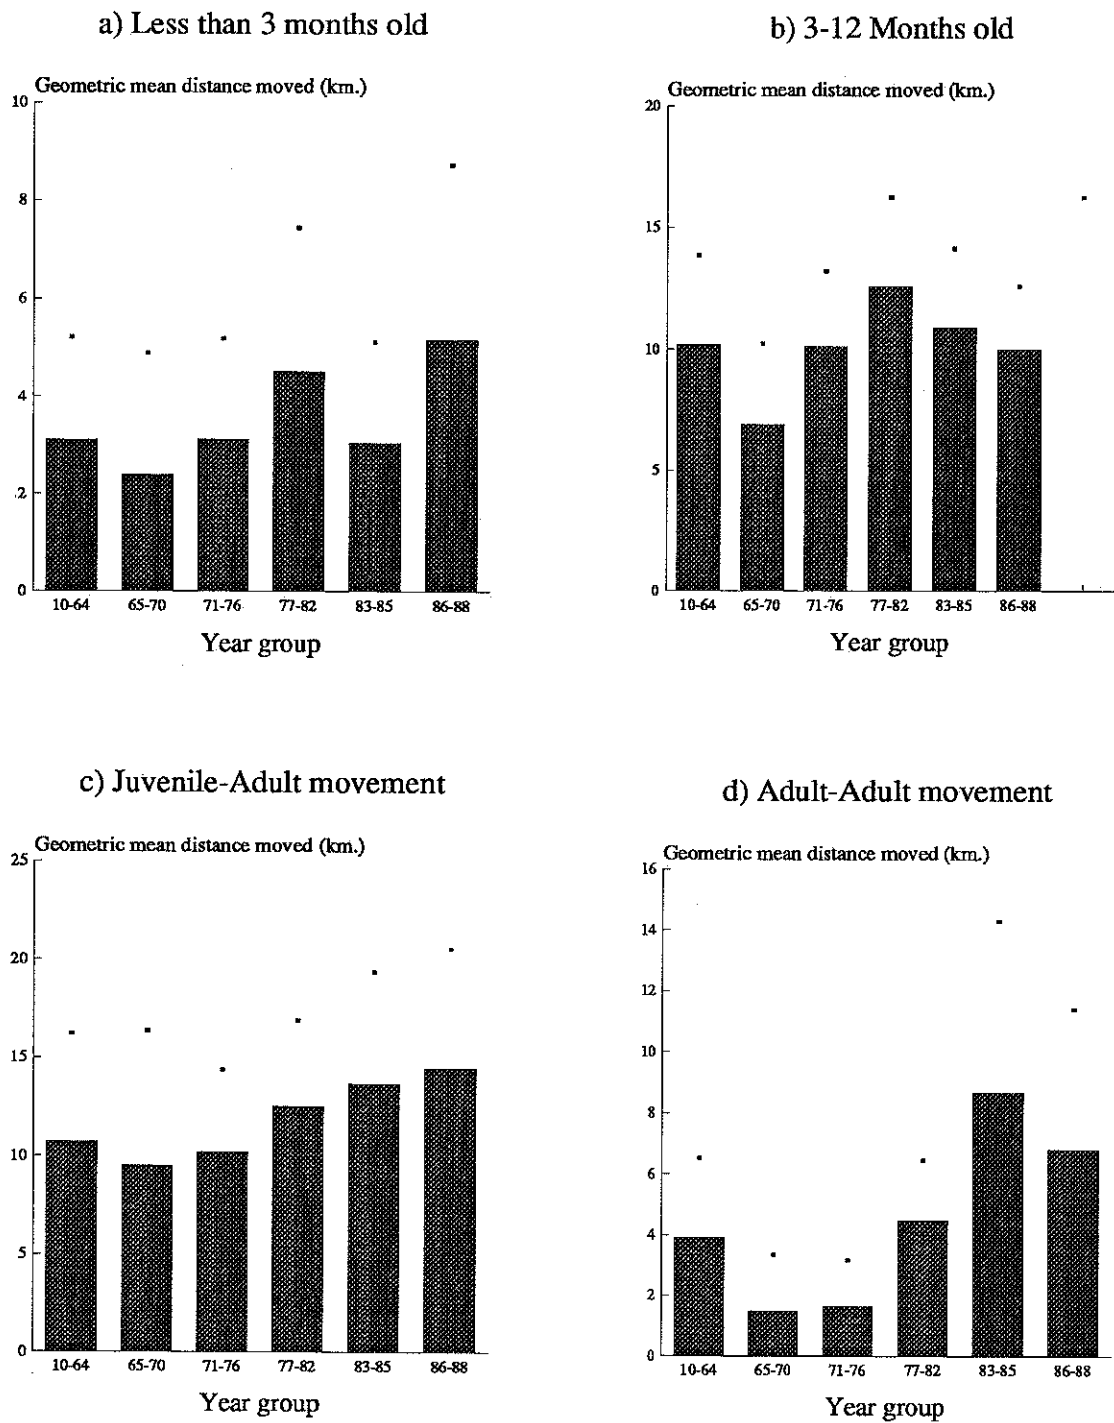 a) Less than 3 months old
Geometric mean distance moved (km.)
10
8
6
4
2
0
10-64 65-70 71-76 77-82 83-85 86-88
Year group
b) 3-12 Months old
Geometric mean distance moved (km.)
20
15
10
5
0
10-64 65-70 71-76 77-82 83-85 86-88
Year group
c) Juvenile-Adult movement
Geometric mean distance moved (km.)
25
20
15
10
5
0
10-64 65-70 71-76 77-82 83-85 86-88
Year group
d) Adult-Adult movement
Geometric mean distance moved (km.)
16
14
12
10
8
6
4
2
0
10-64 65-70 71-76 77-82 83-85 86-88
Year group